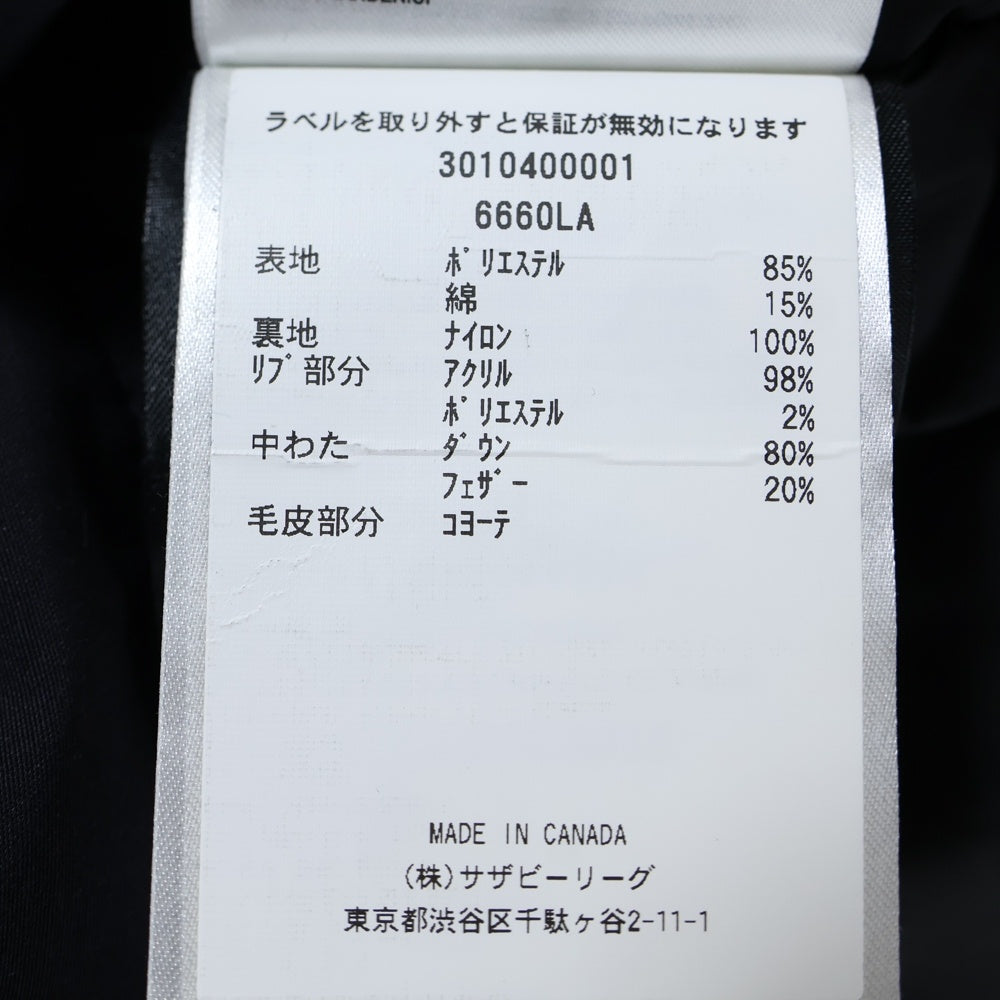 ラベルを取り外すと保証が無効になります
3010400001
6660LA
表地 ポリエステル 85%
綿 15%
裏地 ナイロン 100%
リブ部分 アクリル 98%
ポリエステル 2%
中わた ダウン 80%
フェザー 20%
毛皮部分 コヨーテ
MADE IN CANADA
(株)サザビーリーグ
東京都渋谷区千駄ヶ谷2-11-1